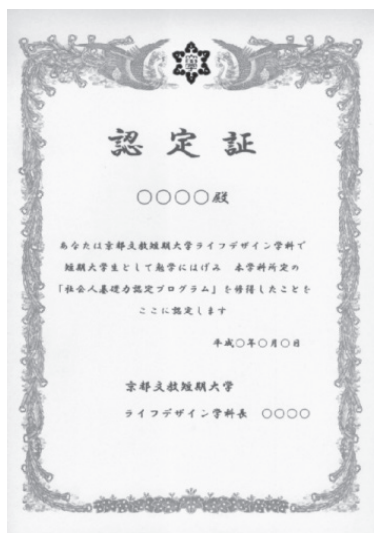 認定証
○○○○殿
あなたは京都文教短期大学ライフデザイン学科で
短期大学生として勉学にはげみ 本学科所定の
「社会人基礎力認定プログラム」を修得したことを
ここに認定します
平成○年○月○日
京都文教短期大学
ライフデザイン学科長 ○○○○